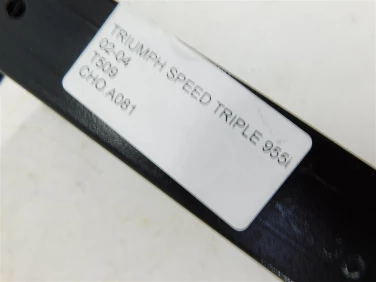 TRIUMPH SPEED TRIPLE 955i
02-04
T509
CHO A081